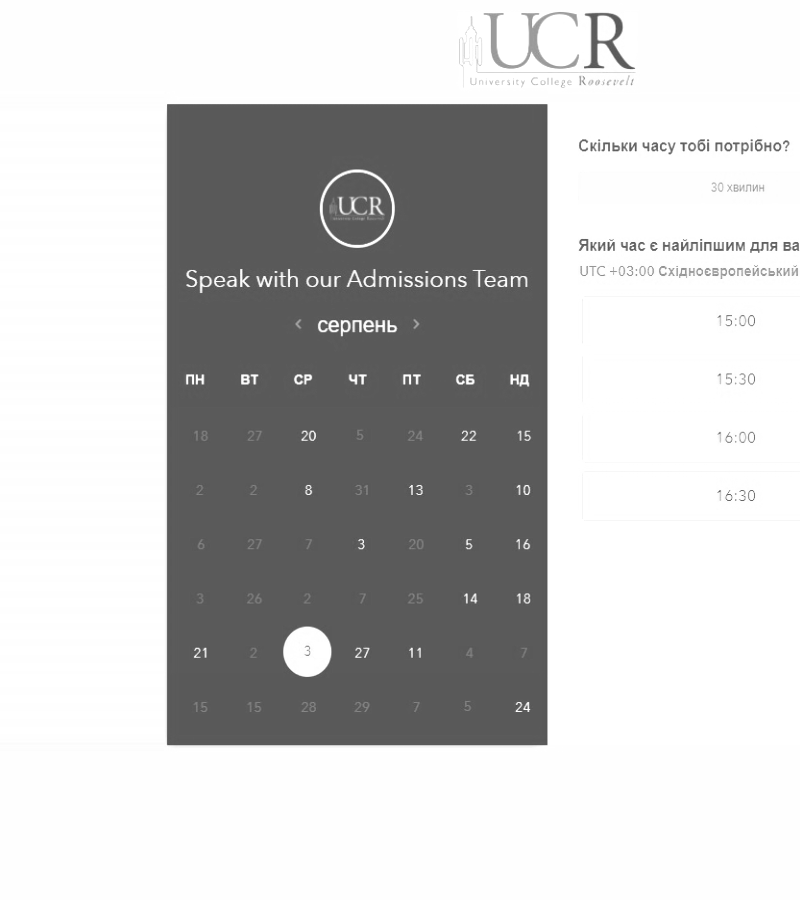 UCR
University College Roosevelt
UCR
Speak with our Admissions Team
‹ серпень ›
ПН ВТ СР ЧТ ПТ СБ НД
18 27 20 5 24 22 15
2 2 8 31 13 3 10
6 27 7 3 20 5 16
3 26 2 7 25 14 18
21 2 3 27 11 4 7
15 15 28 29 7 5 24
Скільки часу тобі потрібно?
30 хвилин
Який час є найліпшим для ва
UTC +03:00 Східноєвропейський
15:00
15:30
16:00
16:30